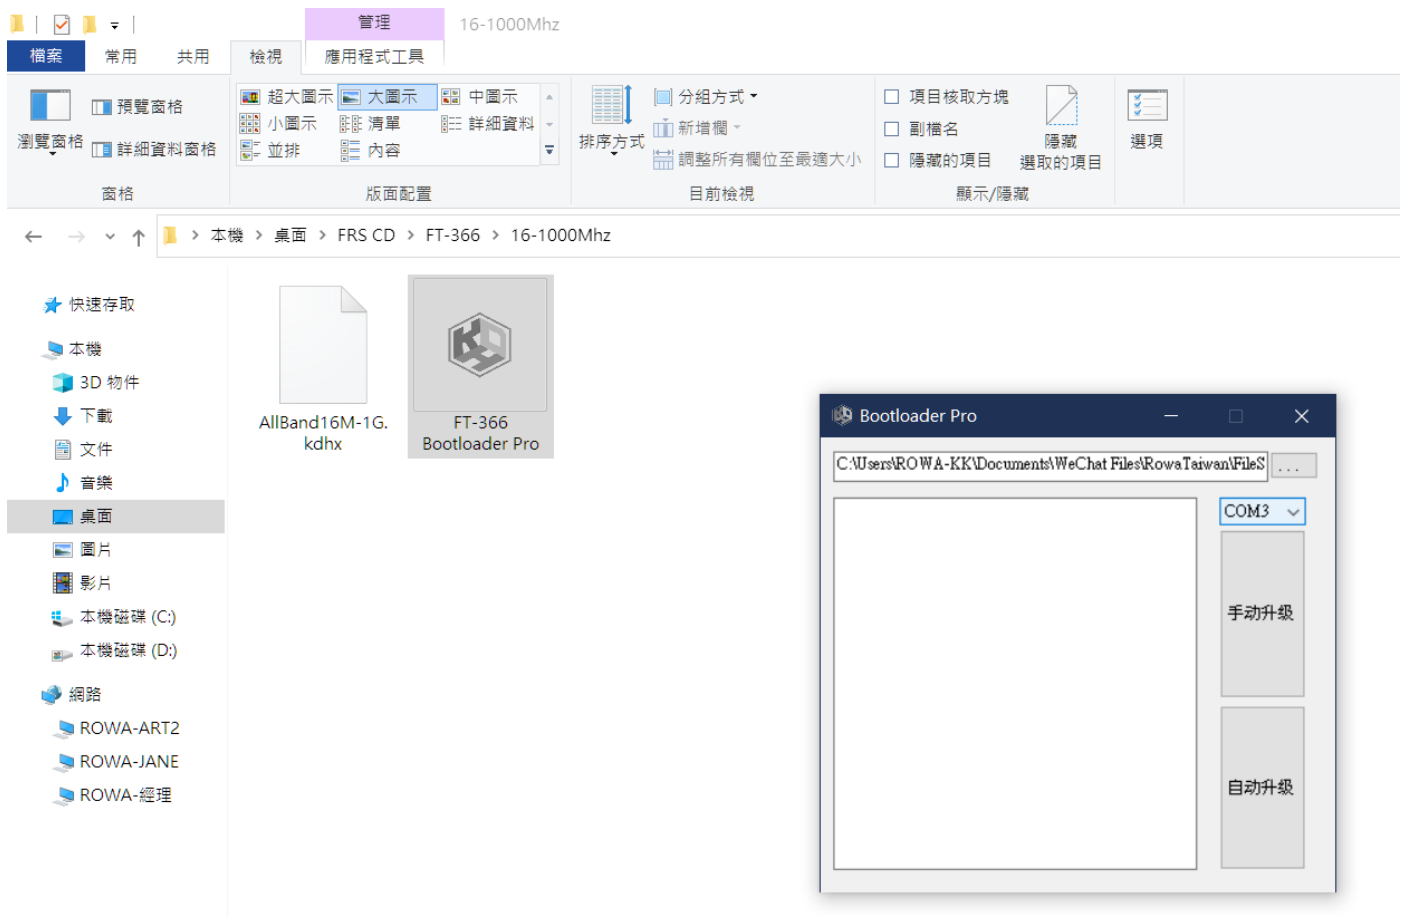 管理
16-1000Mhz
檔案
常用
共用
檢視
應用程式工具
瀏覽窗格
預覽窗格
詳細資料窗格
窗格
超大圖示
大圖示
中圖示
小圖示
清單
詳細資料
並排
內容
版面配置
排序方式
分組方式
新增欄
調整所有欄位至最適大小
目前檢視
項目核取方塊
副檔名
隱藏的項目
隱藏
選取的項目
顯示/隱藏
選項
本機 > 桌面 > FRS CD > FT-366 > 16-1000Mhz
快速存取
本機
3D 物件
下載
文件
音樂
桌面
圖片
影片
本機磁碟 (C:)
本機磁碟 (D:)
網路
ROWA-ART2
ROWA-JANE
ROWA-經理
AllBand16M-1G.
kdhx
KDH
FT-366
Bootloader Pro
Bootloader Pro
C:\Users\ROWA-KK\Documents\WeChat Files\RowaTaiwan\FileS
...
COM3
手动升级
自动升级